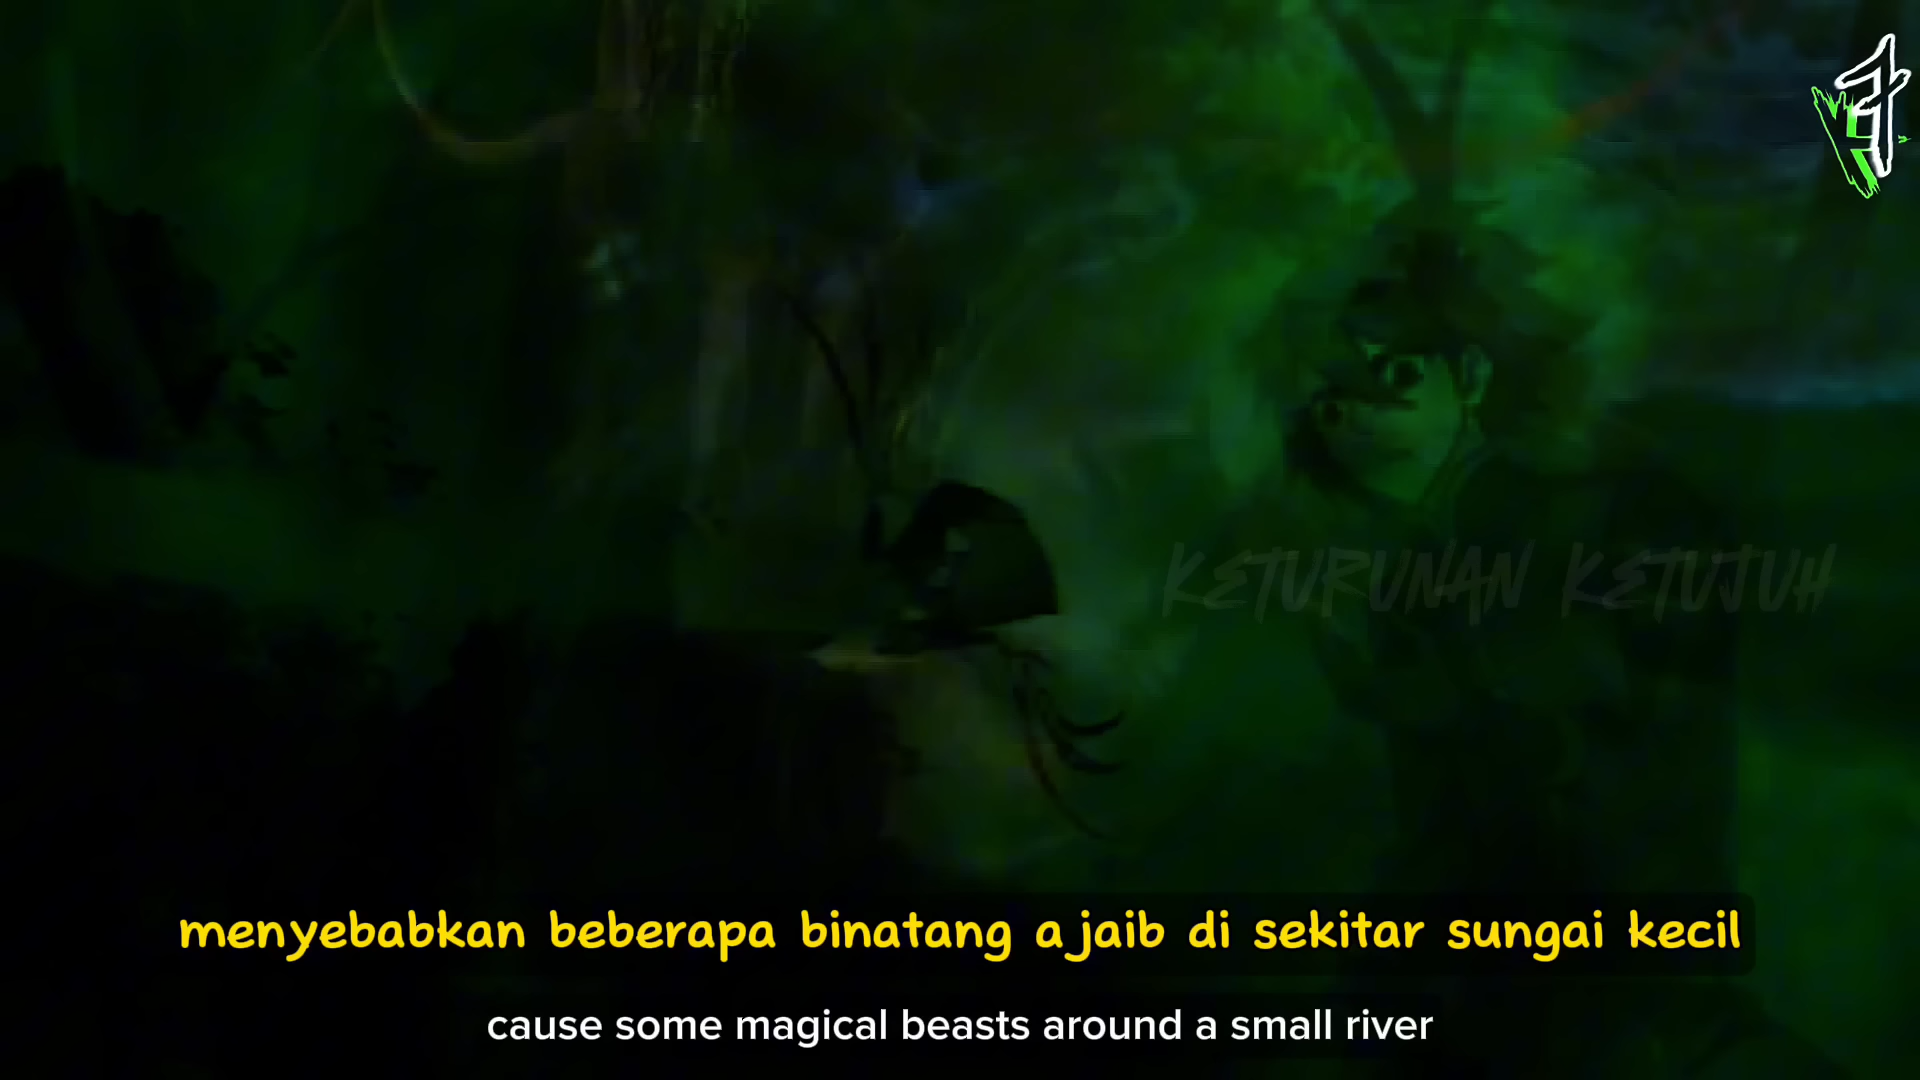 KETURUNAN KETUJUH
menyebabkan beberapa binatang ajaib di sekitar sungai kecil
cause some magical beasts around a small river